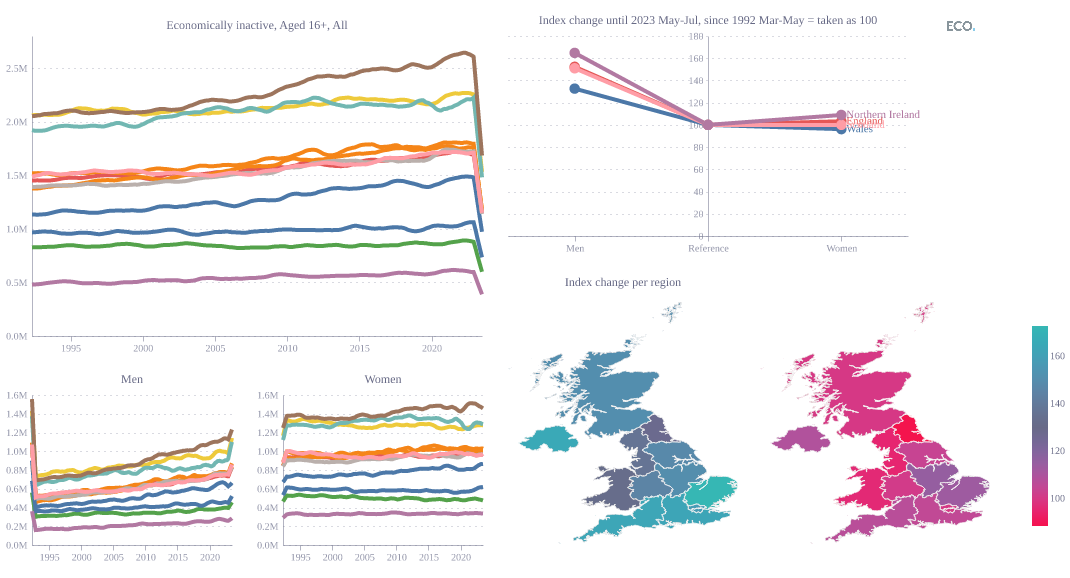 Economically inactive, Aged 16+, All
2.5M
2.0M
1.5M
1.0M
0.5M
0.0M
1995 2000 2005 2010 2015 2020
Index change until 2023 May-Jul, since 1992 Mar-May = taken as 100
ECO.
180
160
140
120
100
80
60
40
20
0
Northern Ireland
England
Wales
Men Reference Women
Men
1.6M
1.4M
1.2M
1.0M
0.8M
0.6M
0.4M
0.2M
0.0M
1995 2000 2005 2010 2015 2020
Women
1.6M
1.4M
1.2M
1.0M
0.8M
0.6M
0.4M
0.2M
0.0M
1995 2000 2005 2010 2015 2020
Index change per region
160
140
120
100